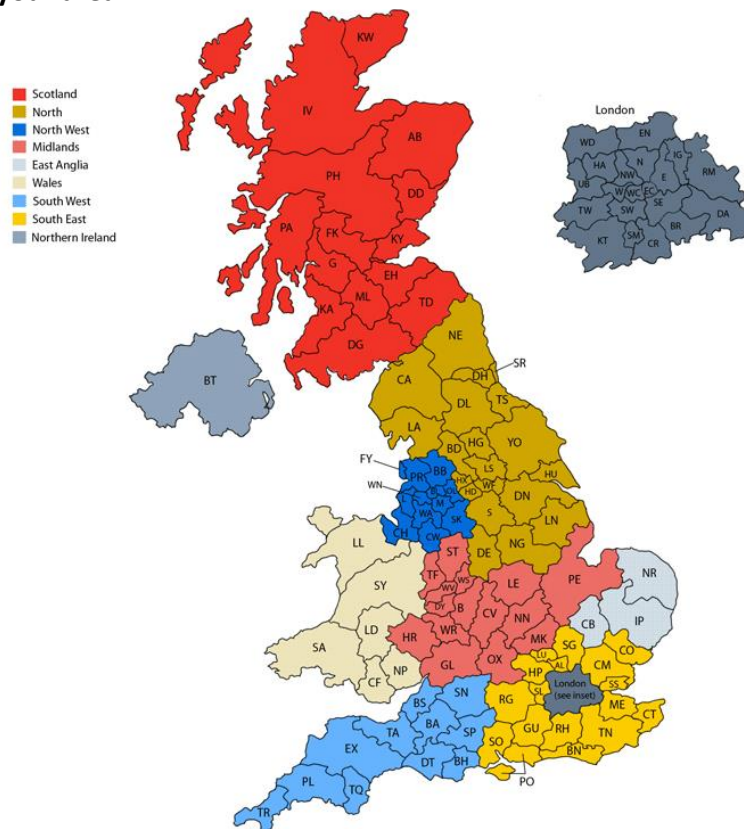 Scotland
North
North West
Midlands
East Anglia
Wales
South West
South East
Northern Ireland
London
KW
IV
AB
PH
DD
PA
FK
KY
G
EH
ML
KA
TD
DG
WD
EN
HA
N
IG
NW
E
RM
UB
W
WC
EC
TW
SW
SE
DA
BR
KT
SM
CR
BT
NE
SR
CA
DH
DL
TS
LA
HG
YO
BD
FY
LS
HU
BB
PR
HX
WF
WN
HD
DN
L
B
OL
M
WA
SK
S
LN
CH
CW
DE
NG
LL
ST
TF
WS
LE
PE
NR
SY
WV
DY
B
CV
NN
CB
IP
LD
HR
WR
MK
SG
CO
SA
NP
GL
OX
LU
AL
CM
CF
HP
SL
London
(see inset)
SS
SN
RG
ME
BS
CT
BA
GU
RH
TN
TA
SP
SO
BN
EX
DT
BH
PO
PL
TQ
TR